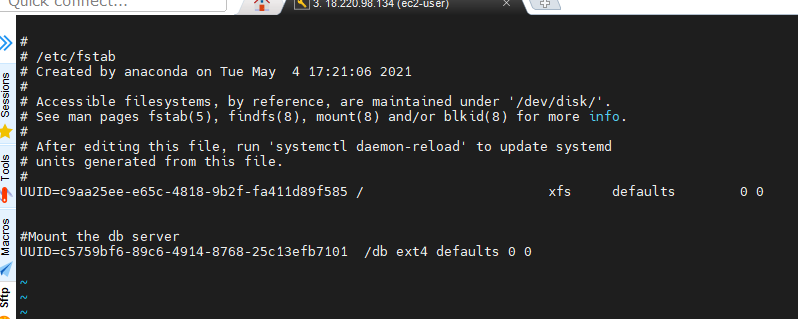 Quick connect...
3. 18.220.98.134 (ec2-user)
#
# /etc/fstab
# Created by anaconda on Tue May  4 17:21:06 2021
#
# Accessible filesystems, by reference, are maintained under '/dev/disk/'.
# See man pages fstab(5), findfs(8), mount(8) and/or blkid(8) for more info.
#
# After editing this file, run 'systemctl daemon-reload' to update systemd
# units generated from this file.
#
UUID=c9aa25ee-e65c-4818-9b2f-fa411d89f585 /                       xfs     defaults        0 0
#Mount the db server
UUID=c5759bf6-89c6-4914-8768-25c13efb7101  /db ext4 defaults 0 0
~
~
~
Sessions
Tools
Macros
Sftp